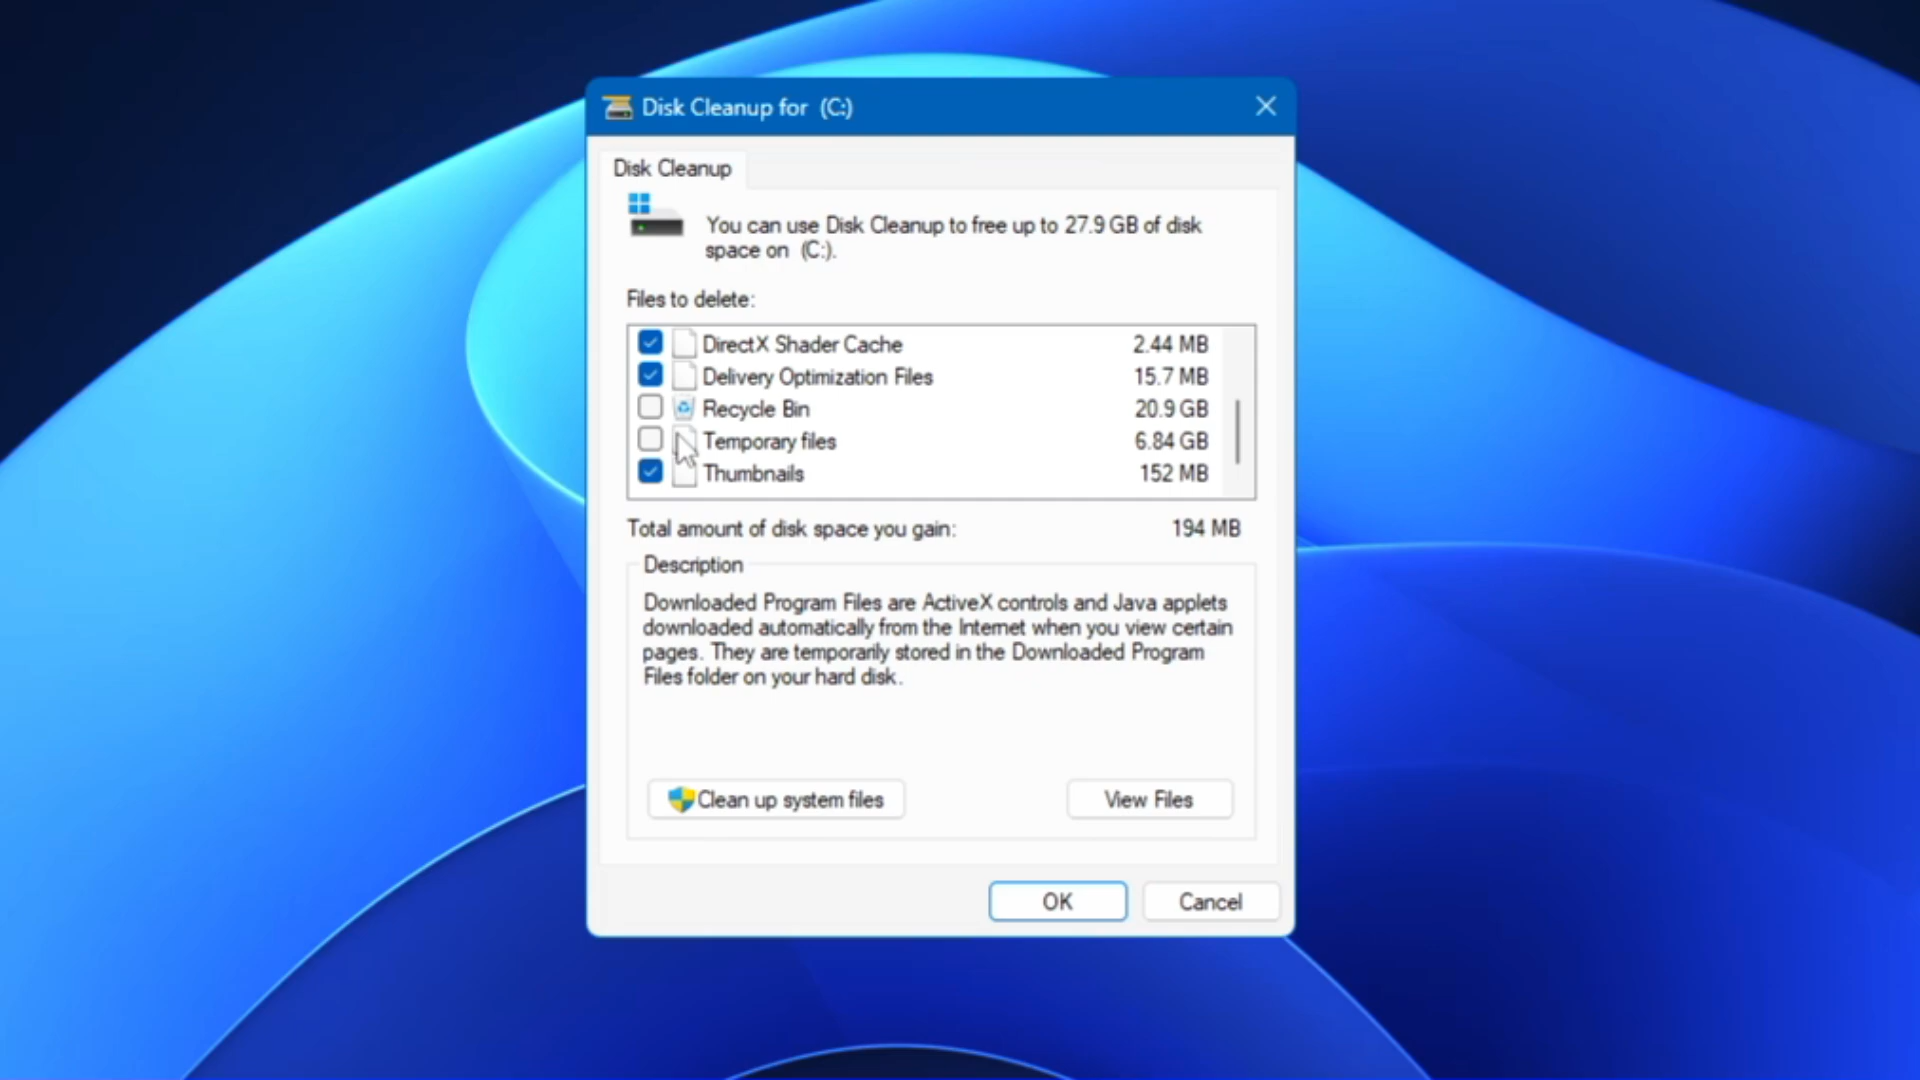 Disk Cleanup for (C:)
Disk Cleanup
You can use Disk Cleanup to free up to 27.9 GB of disk
space on (C:).
Files to delete:
DirectX Shader Cache 2.44 MB
Delivery Optimization Files 15.7 MB
Recycle Bin 20.9 GB
Temporary files 6.84 GB
Thumbnails 152 MB
Total amount of disk space you gain: 194 MB
Description
Downloaded Program Files are ActiveX controls and Java applets
downloaded automatically from the Internet when you view certain
pages. They are temporarily stored in the Downloaded Program
Files folder on your hard disk.
Clean up system files View Files
OK Cancel